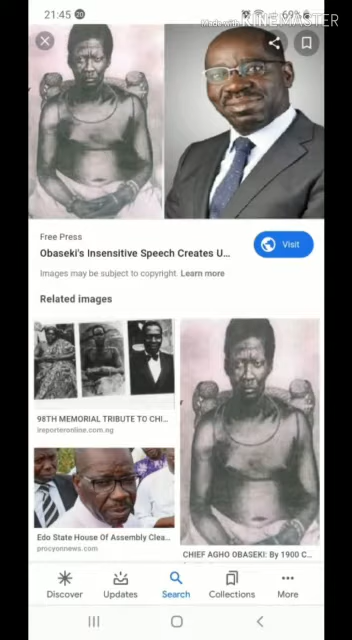 21:45
Made with KINEMASTER
69%
Free Press
Obaseki's Insensitive Speech Creates U...
Visit
Images may be subject to copyright. Learn more
Related images
98TH MEMORIAL TRIBUTE TO CHI...
ireporteronline.com.ng
Edo State House Of Assembly Clea...
procyonnews.com
CHIEF AGHO OBASEKI: By 1900 C...
Discover
Updates
Search
Collections
More